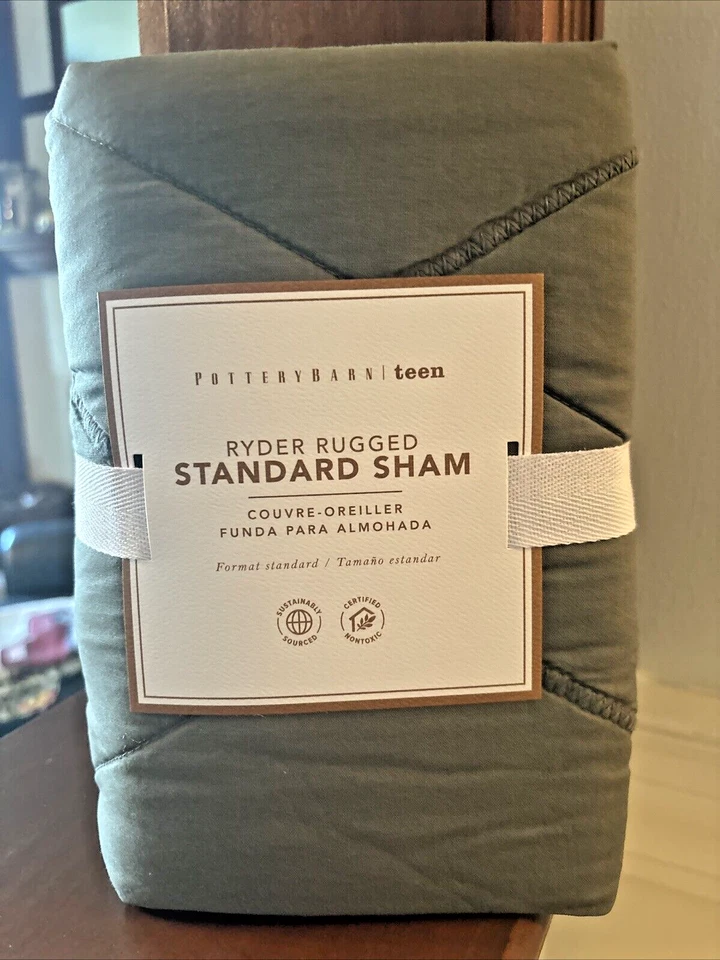 POTTERYBARN | teen
RYDER RUGGED
STANDARD SHAM
COUVRE-OREILLER
FUNDA PARA ALMOHADA
Format standard / Tamaño estandar
SUSTAINABLY SOURCED
CERTIFIED NONTOXIC